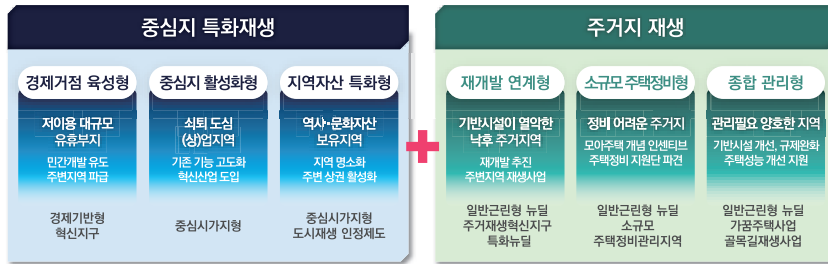 중심지 특화재생
경제거점 육성형
저이용 대규모
유휴부지
민간개발 유도
주변지역 파급
경제기반형
혁신지구
중심지 활성화형
쇠퇴 도심
(상)업지역
기존 기능 고도화
혁신산업 도입
중심시가지형
지역자산 특화형
역사·문화자산
보유지역
지역 명소화
주변 상권 활성화
중심시가지형
도시재생 인정제도
주거지 재생
재개발 연계형
기반시설이 열악한
낙후 주거지역
재개발 추진
주변지역 재생사업
일반근린형 뉴딜
주거재생혁신지구
특화뉴딜
소규모 주택정비형
정비 어려운 주거지
모아주택 개념 인센티브
주택정비 지원단 파견
일반근린형 뉴딜
소규모
주택정비관리지역
종합 관리형
관리필요 양호한 지역
기반시설 개선, 규제완화
주택성능 개선 지원
일반근린형 뉴딜
가꿈주택사업
골목길재생사업